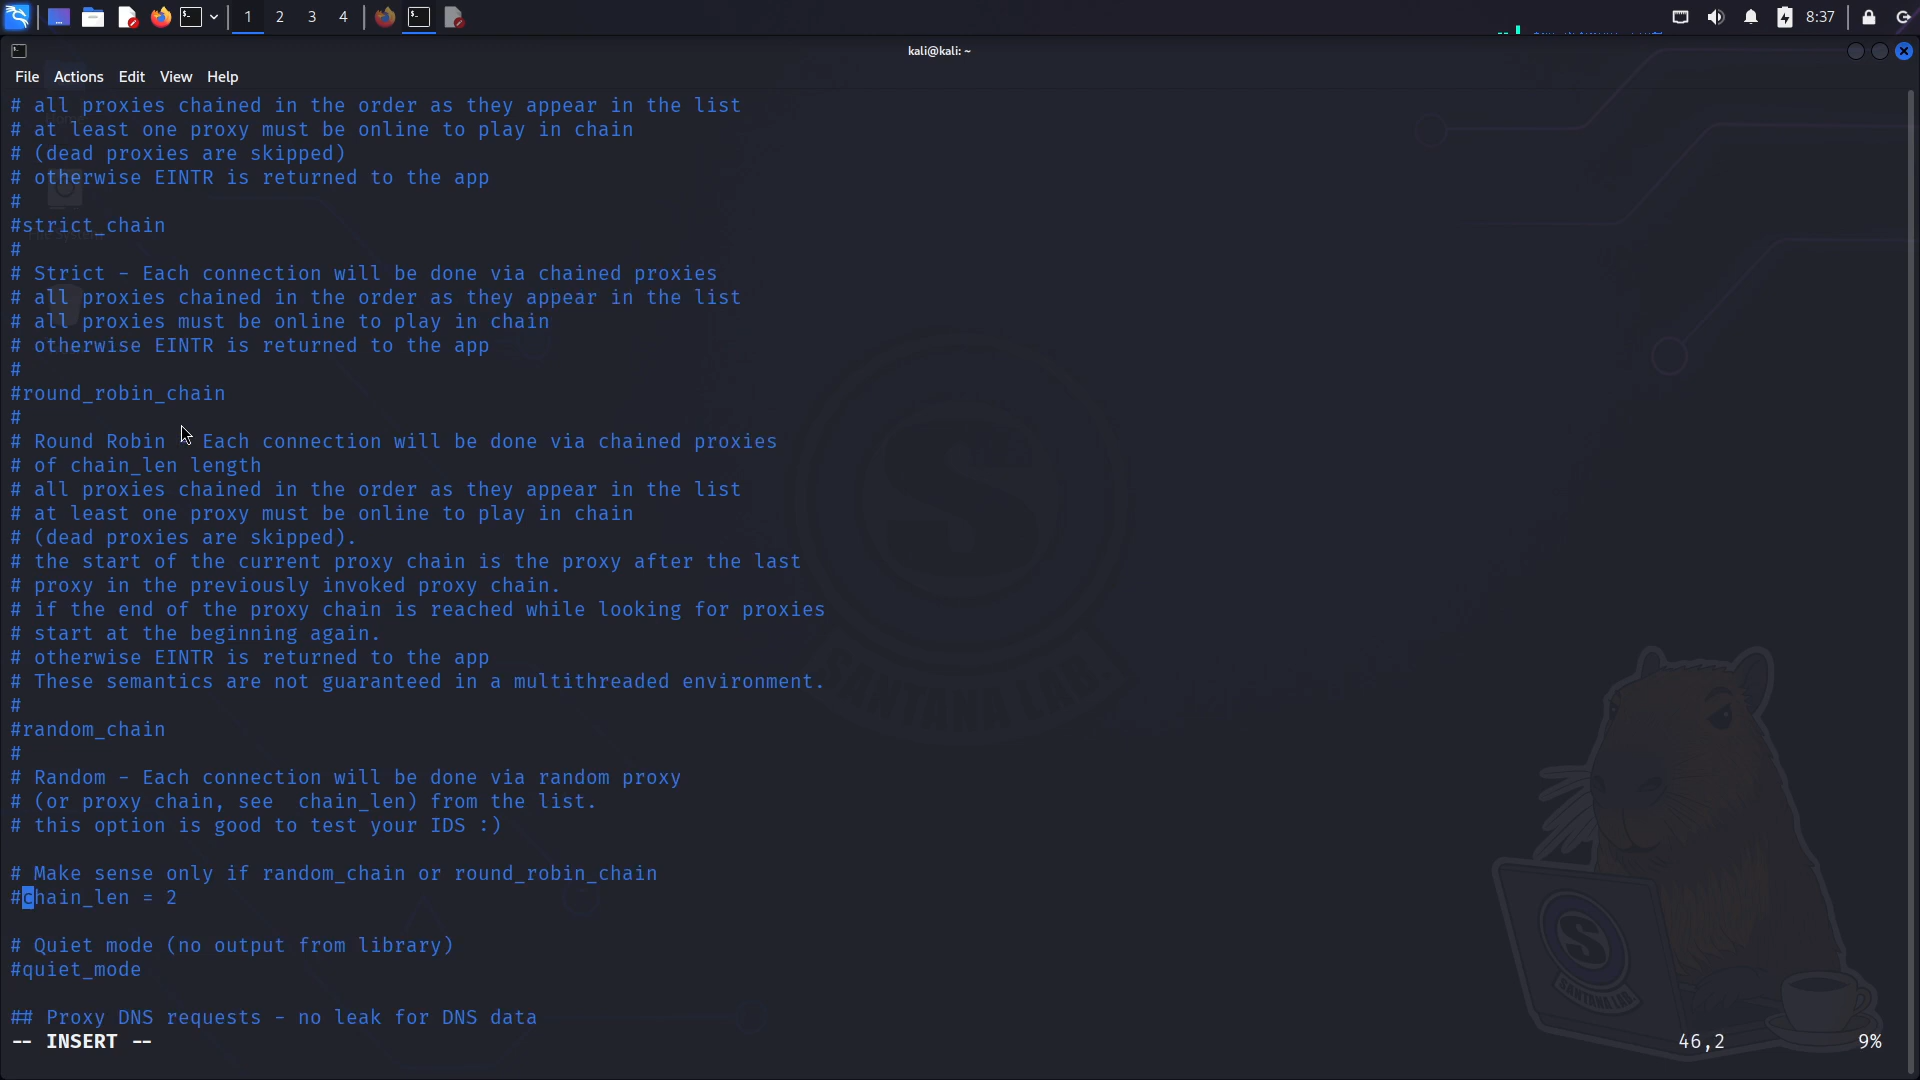 1 2 3 4 8:37
kali@kali: ~
File Actions Edit View Help
# all proxies chained in the order as they appear in the list
# at least one proxy must be online to play in chain
# (dead proxies are skipped)
# otherwise EINTR is returned to the app
#
#strict_chain
#
# Strict - Each connection will be done via chained proxies
# all proxies chained in the order as they appear in the list
# all proxies must be online to play in chain
# otherwise EINTR is returned to the app
#
#round_robin_chain
#
# Round Robin - Each connection will be done via chained proxies
# of chain_len length
# all proxies chained in the order as they appear in the list
# at least one proxy must be online to play in chain
# (dead proxies are skipped).
# the start of the current proxy chain is the proxy after the last
# proxy in the previously invoked proxy chain.
# if the end of the proxy chain is reached while looking for proxies
# start at the beginning again.
# otherwise EINTR is returned to the app
# These semantics are not guaranteed in a multithreaded environment.
#
#random_chain
#
# Random - Each connection will be done via random proxy
# (or proxy chain, see  chain_len) from the list.
# this option is good to test your IDS :)
# Make sense only if random_chain or round_robin_chain
#chain_len = 2
# Quiet mode (no output from library)
#quiet_mode
## Proxy DNS requests - no leak for DNS data
-- INSERT -- 46,2 9%
S
SANTANA LAB.
S
SANTANA LAB.